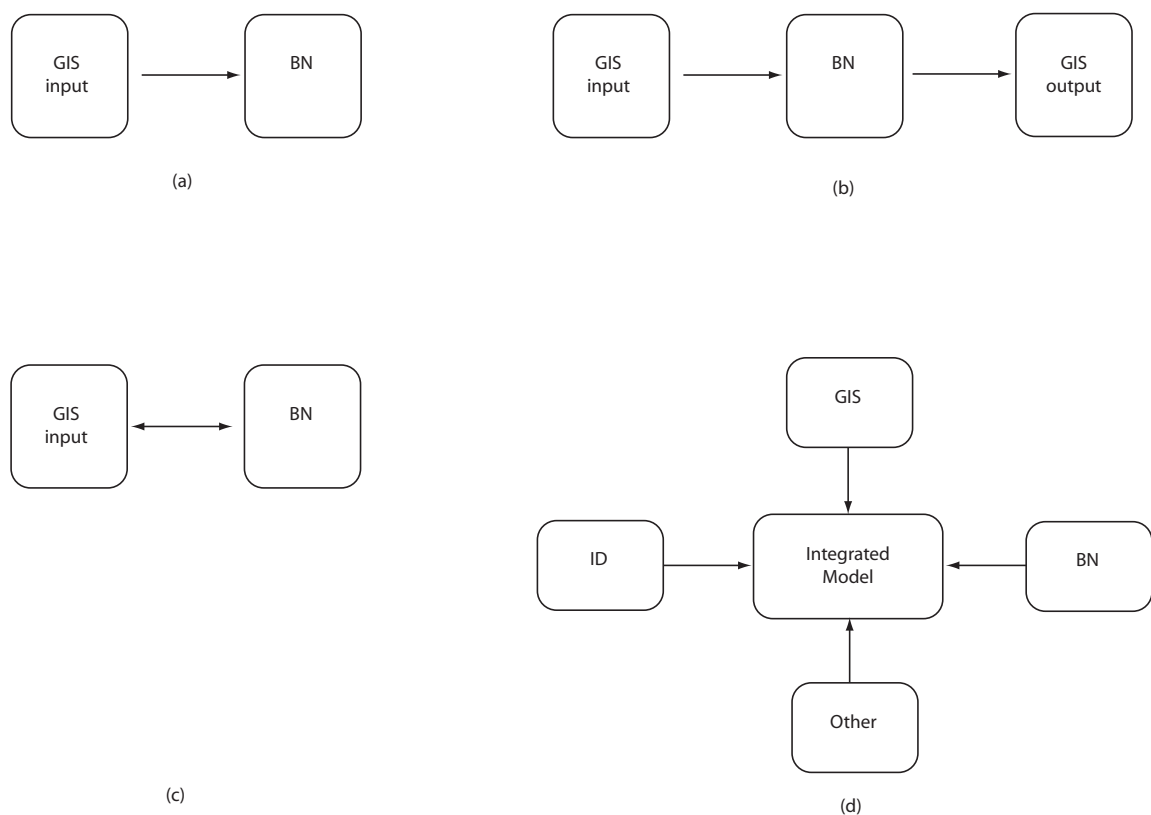 GIS
input
BN
(a)
GIS
input
BN
GIS
output
(b)
GIS
input
BN
(c)
GIS
ID
Integrated
Model
BN
Other
(d)